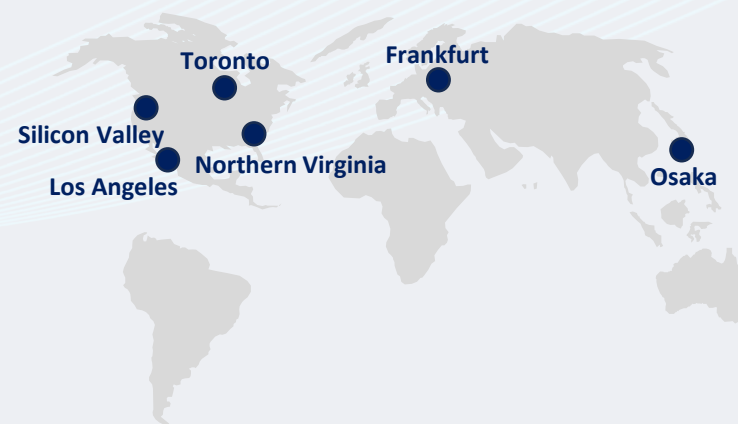 Toronto
Frankfurt
Silicon Valley
Northern Virginia
Los Angeles
Osaka